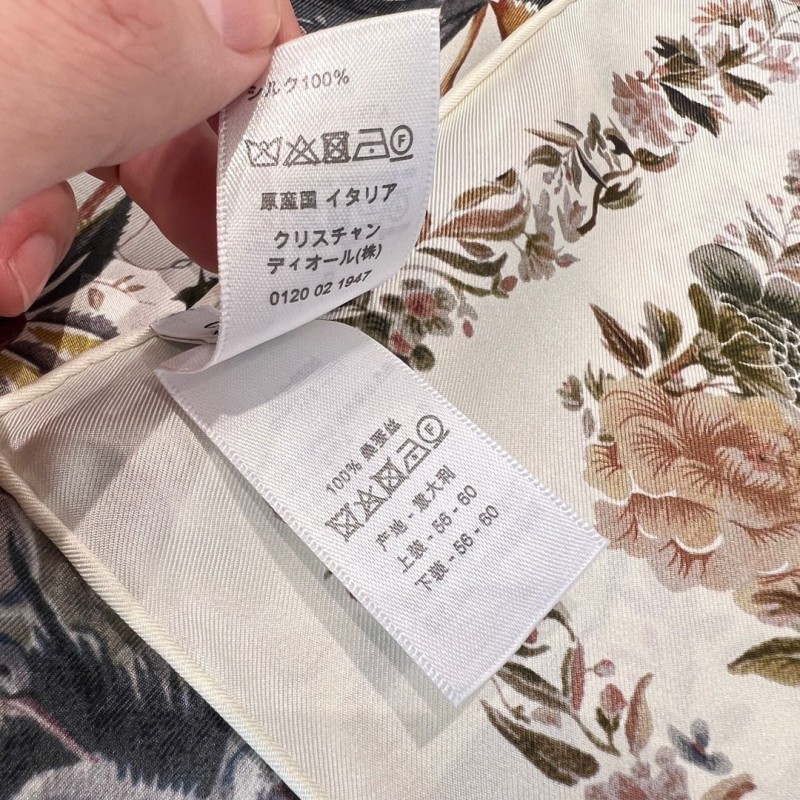 シルク100%
原産国 イタリア
クリスチャン
ディオール(株)
0120 02 1947
100% 桑蚕丝
产地 - 意大利
上装 - 56 - 60
下装 - 56 - 60